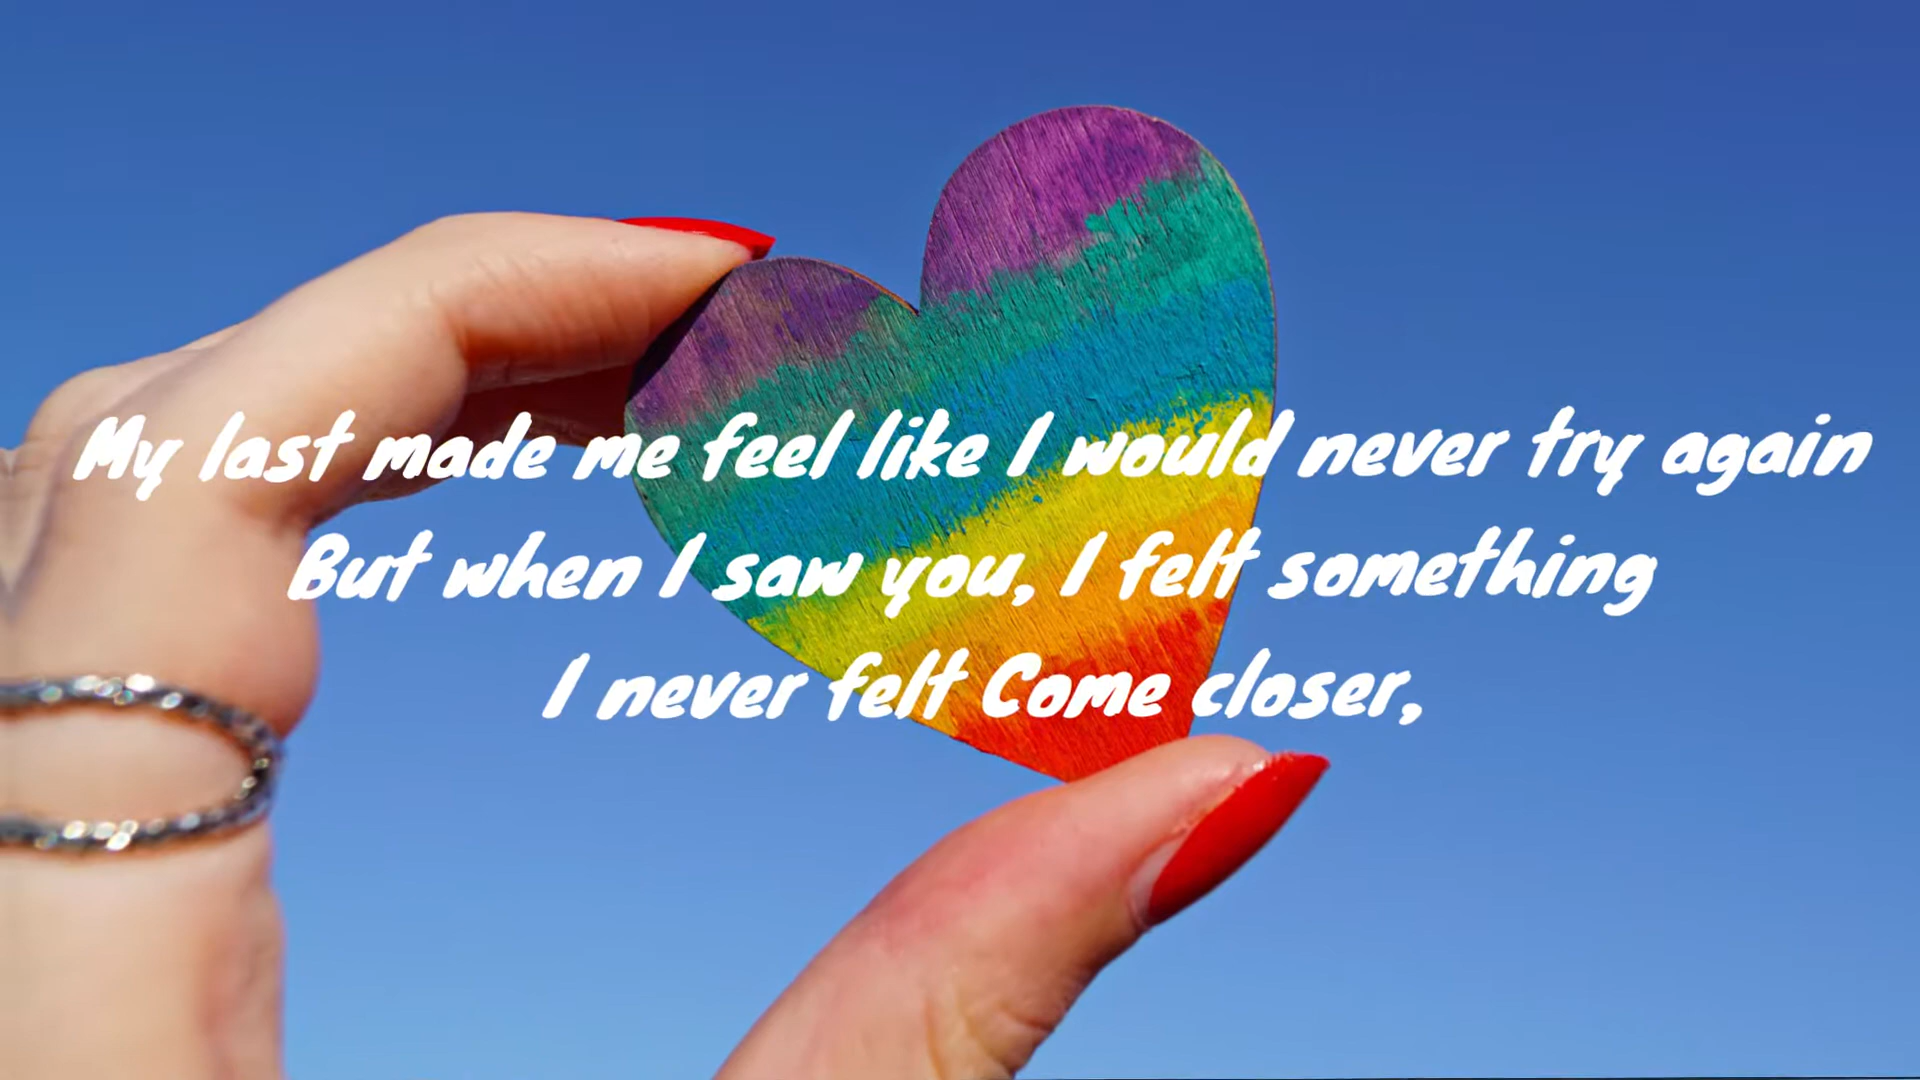 My last made me feel like I would never try again
But when I saw you, I felt something
I never felt Come closer,